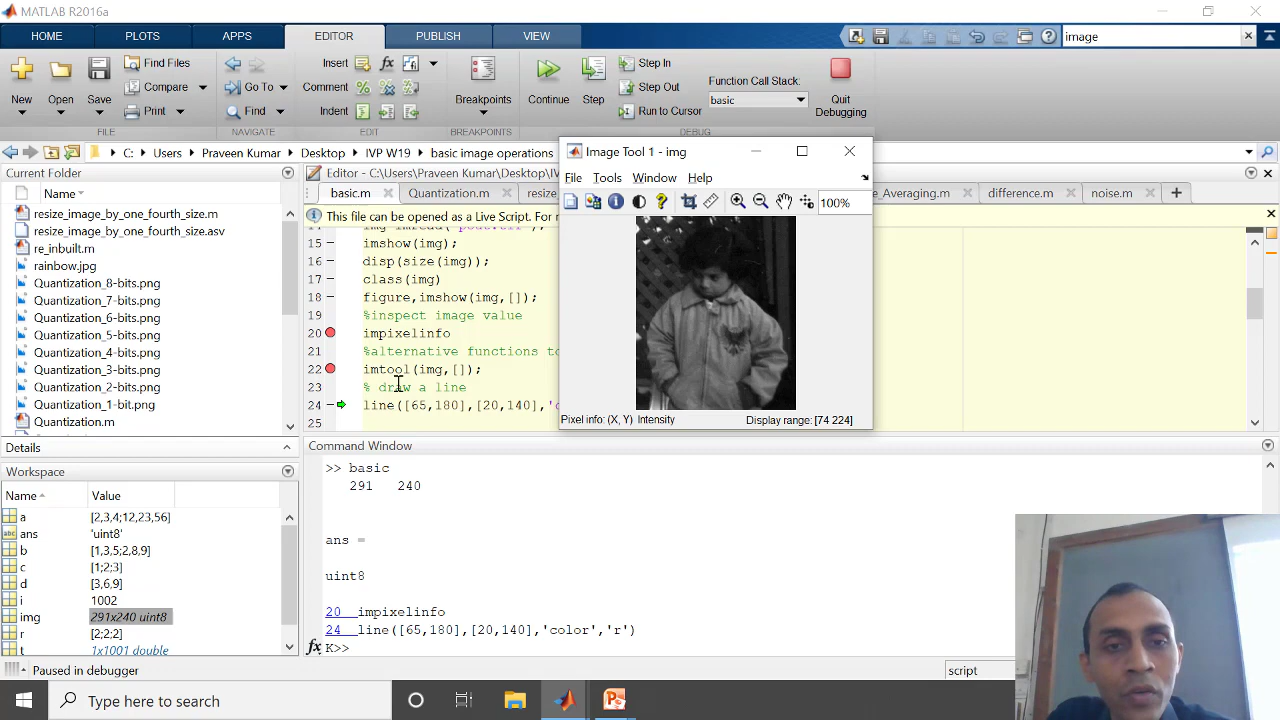 MATLAB R2016a
HOME PLOTS APPS EDITOR PUBLISH VIEW image
New Open Save Find Files Compare Print Go To Find Insert Comment Indent fx Breakpoints Continue Step Step In Step Out Run to Cursor Function Call Stack: basic Quit Debugging
FILE NAVIGATE EDIT BREAKPOINTS DEBUG
C: Users Praveen Kumar Desktop IVP W19 basic image operations
Current Folder
Name
resize_image_by_one_fourth_size.m
resize_image_by_one_fourth_size.asv
re_inbuilt.m
rainbow.jpg
Quantization_8-bits.png
Quantization_7-bits.png
Quantization_6-bits.png
Quantization_5-bits.png
Quantization_4-bits.png
Quantization_3-bits.png
Quantization_2-bits.png
Quantization_1-bit.png
Quantization.m
Details
Workspace
Name Value
a [2,3,4;12,23,56]
ans 'uint8'
b [1,3,5;2,8,9]
c [1;2;3]
d [3,6,9]
i 1002
img 291x240 uint8
r [2;2;2]
t 1x1001 double
Editor - C:\Users\Praveen Kumar\Desktop\IV
basic.m Quantization.m resize e_Averaging.m difference.m noise.m
This file can be opened as a Live Script. For m
15 imshow(img);
16 disp(size(img));
17 class(img)
18 figure,imshow(img,[]);
19 %inspect image value
20 impixelinfo
21 %alternative functions to
22 imtool(img,[]);
23 % draw a line
24 line([65,180],[20,140],'c
25
Image Tool 1 - img
File Tools Window Help
100%
Pixel info: (X, Y) Intensity Display range: [74 224]
Command Window
>> basic
291 240
ans =
uint8
20 impixelinfo
24 line([65,180],[20,140],'color','r')
fx K>>
Paused in debugger script
Type here to search